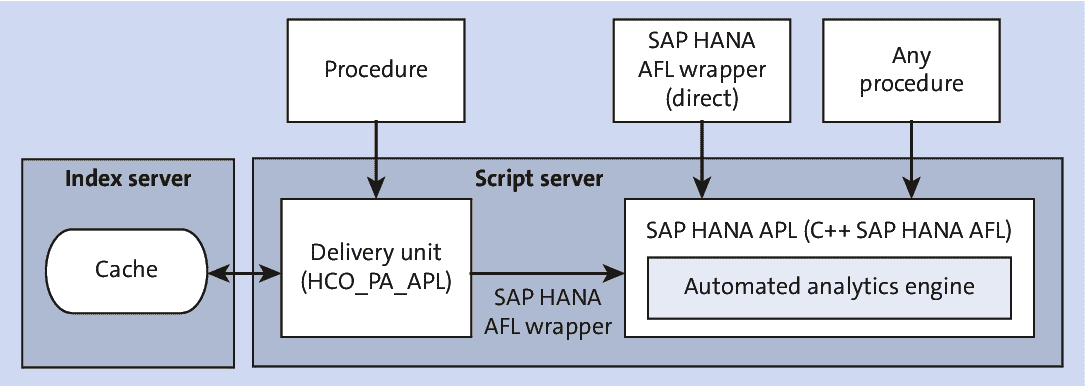 Procedure
SAP HANA
AFL wrapper
(direct)
Any
procedure
Index server
Script server
Cache
Delivery unit
(HCO_PA_APL)
SAP HANA
AFL wrapper
SAP HANA APL (C++ SAP HANA AFL)
Automated analytics engine